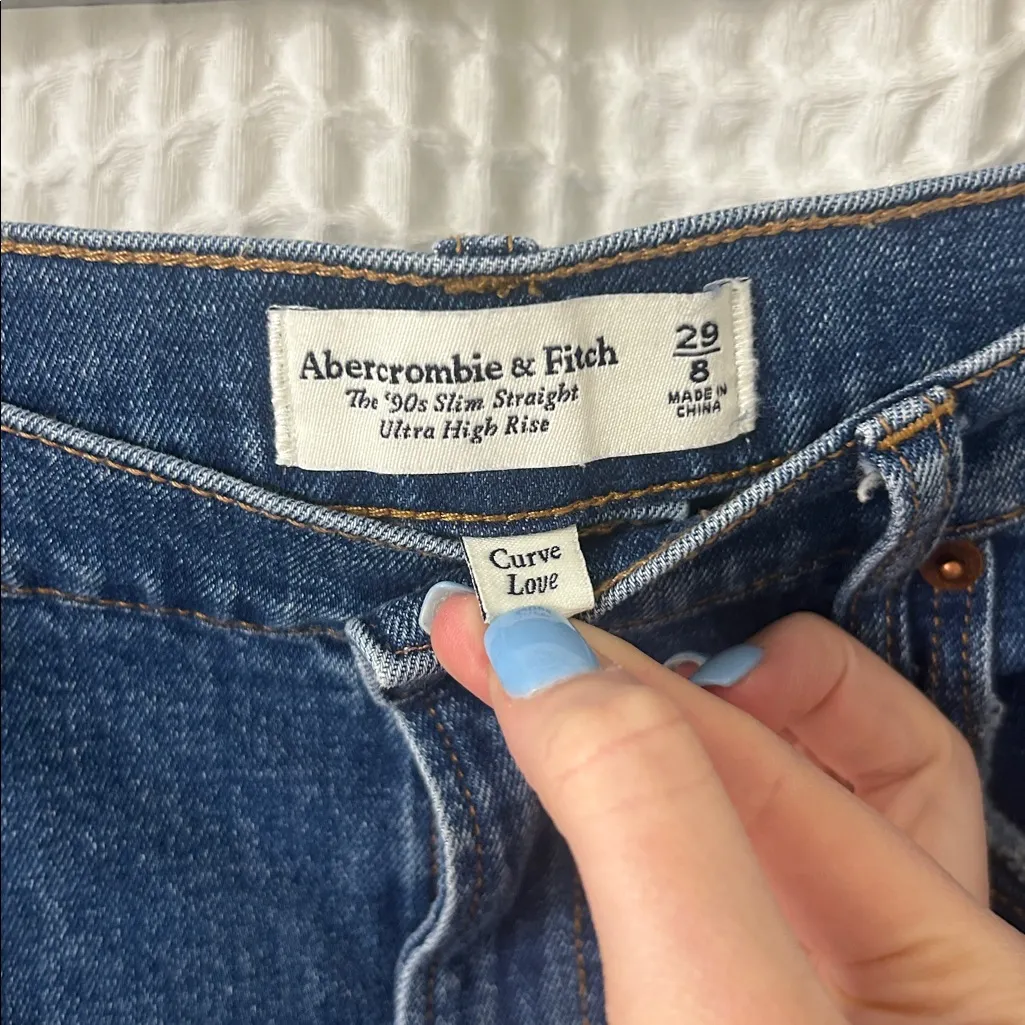 Abercrombie & Fitch
The '90s Slim Straight
Ultra High Rise
29
8
MADE IN
CHINA
Curve
Love